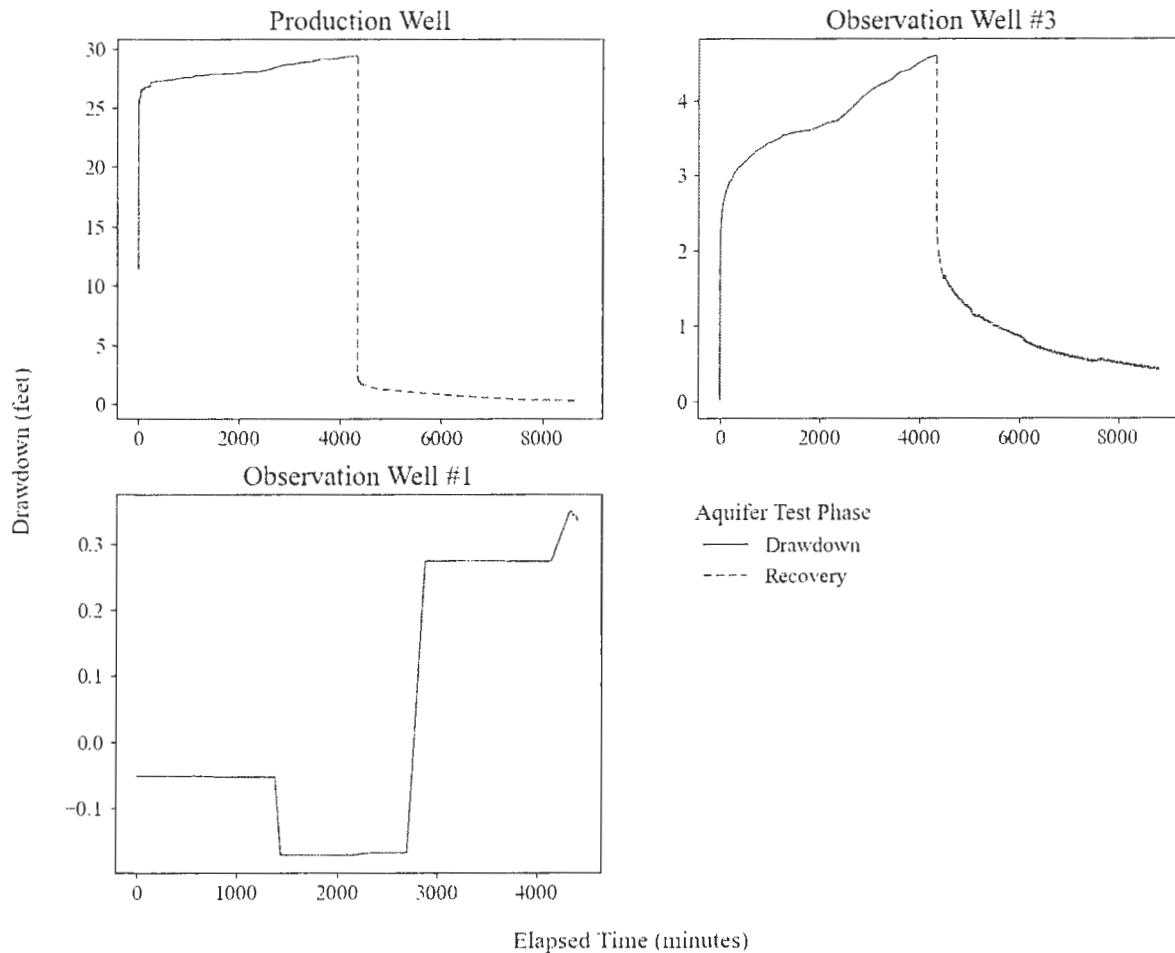 Production Well
30
25
20
15
10
5
0
0 2000 4000 6000 8000
Observation Well #3
4
3
2
1
0
0 2000 4000 6000 8000
Drawdown (feet)
Observation Well #1
0.3
0.2
0.1
0.0
−0.1
0 1000 2000 3000 4000
Aquifer Test Phase
Drawdown
Recovery
Elapsed Time (minutes)